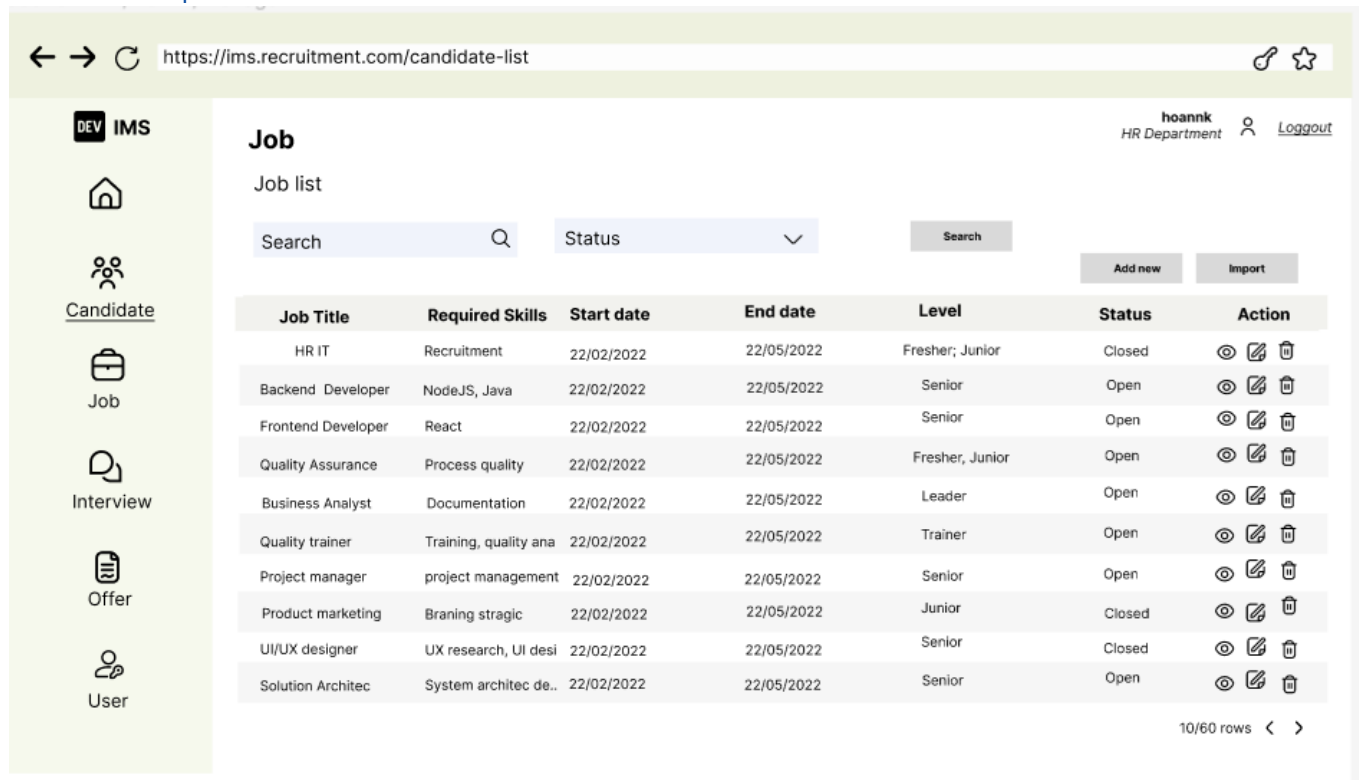 https://ims.recruitment.com/candidate-list
DEV IMS
hoannk
HR Department
Loggout
Job
Job list
Search
Status
Search
Add new
Import
Candidate
Job
Interview
Offer
User
Job Title Required Skills Start date End date Level Status Action
HR IT Recruitment 22/02/2022 22/05/2022 Fresher; Junior Closed
Backend Developer NodeJS, Java 22/02/2022 22/05/2022 Senior Open
Frontend Developer React 22/02/2022 22/05/2022 Senior Open
Quality Assurance Process quality 22/02/2022 22/05/2022 Fresher, Junior Open
Business Analyst Documentation 22/02/2022 22/05/2022 Leader Open
Quality trainer Training, quality ana 22/02/2022 22/05/2022 Trainer Open
Project manager project management 22/02/2022 22/05/2022 Senior Open
Product marketing Braning stragic 22/02/2022 22/05/2022 Junior Closed
UI/UX designer UX research, UI desi 22/02/2022 22/05/2022 Senior Closed
Solution Architec System architec de.. 22/02/2022 22/05/2022 Senior Open
10/60 rows